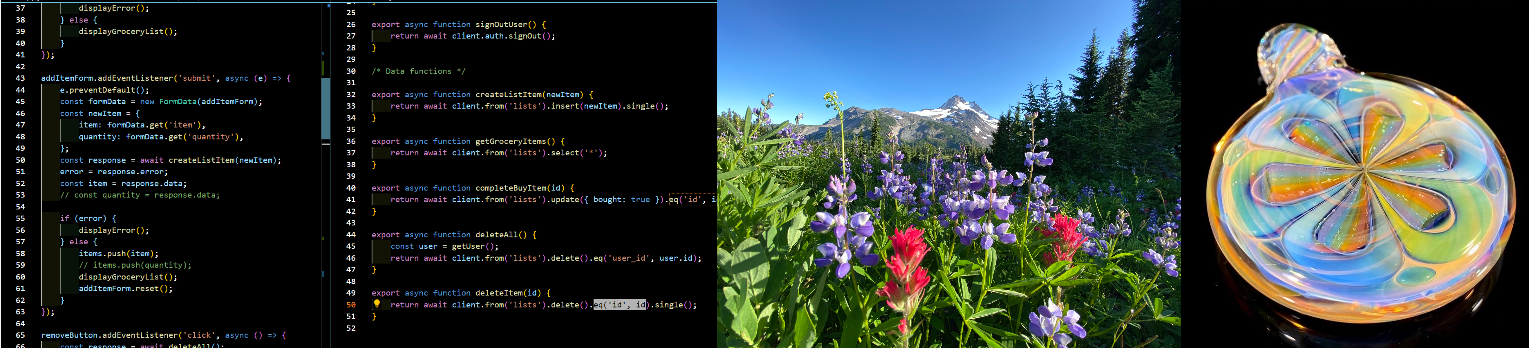 37 displayError();
38 } else {
39 displayGroceryList();
40 }
41 });
42
43 addItemForm.addEventListener('submit', async (e) => {
44 e.preventDefault();
45 const formData = new FormData(addItemForm);
46 const newItem = {
47 item: formData.get('item'),
48 quantity: formData.get('quantity'),
49 };
50 const response = await createListItem(newItem);
51 error = response.error;
52 const item = response.data;
53 // const quantity = response.data;
54
55 if (error) {
56 displayError();
57 } else {
58 items.push(item);
59 // items.push(quantity);
60 displayGroceryList();
61 addItemForm.reset();
62 }
63 });
64
65 removeButton.addEventListener('click', async () => {
66 const response = await deleteAll();
24 }
25
26 export async function signOutUser() {
27 return await client.auth.signOut();
28 }
29
30 /* Data functions */
31
32 export async function createListItem(newItem) {
33 return await client.from('lists').insert(newItem).single();
34 }
35
36 export async function getGroceryItems() {
37 return await client.from('lists').select('*');
38 }
39
40 export async function completeBuyItem(id) {
41 return await client.from('lists').update({ bought: true }).eq('id', i
42 }
43
44 export async function deleteAll() {
45 const user = getUser();
46 return await client.from('lists').delete().eq('user_id', user.id);
47 }
48
49 export async function deleteItem(id) {
50 return await client.from('lists').delete().eq('id', id).single();
51 }
52